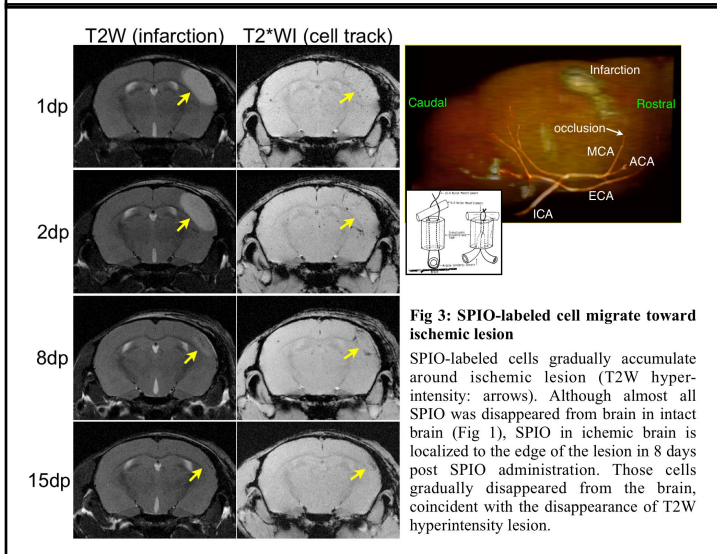 T2W (infarction) T2*WI (cell track)
1dp
2dp
8dp
15dp
Infarction
Caudal
Rostral
occlusion
MCA
ACA
ECA
ICA
Fig 3: SPIO-labeled cell migrate toward
ischemic lesion
SPIO-labeled cells gradually accumulate
around ischemic lesion (T2W hyper-
intensity: arrows). Although almost all
SPIO was disappeared from brain in intact
brain (Fig 1), SPIO in ichemic brain is
localized to the edge of the lesion in 8 days
post SPIO administration. Those cells
gradually disappeared from the brain,
coincident with the disappearance of T2W
hyperintensity lesion.